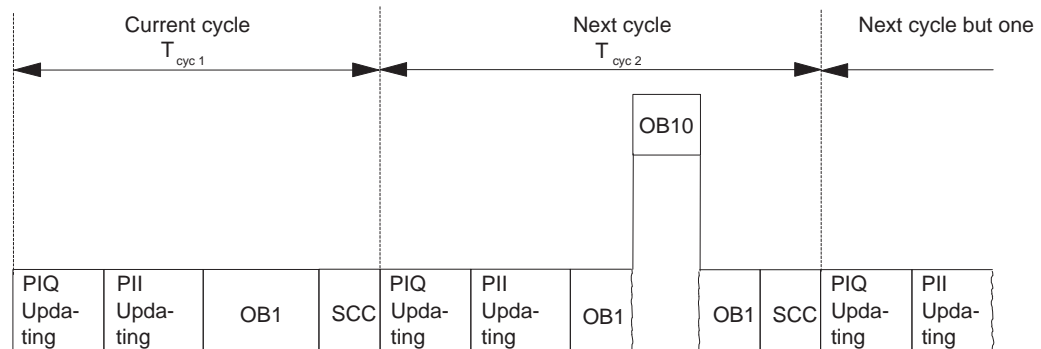 Current cycle
T cyc 1
Next cycle
T cyc 2
Next cycle but one
OB10
PIQ
Upda-
ting
PII
Upda-
ting
OB1
SCC
PIQ
Upda-
ting
PII
Upda-
ting
OB1
OB1
SCC
PIQ
Upda-
ting
PII
Upda-
ting